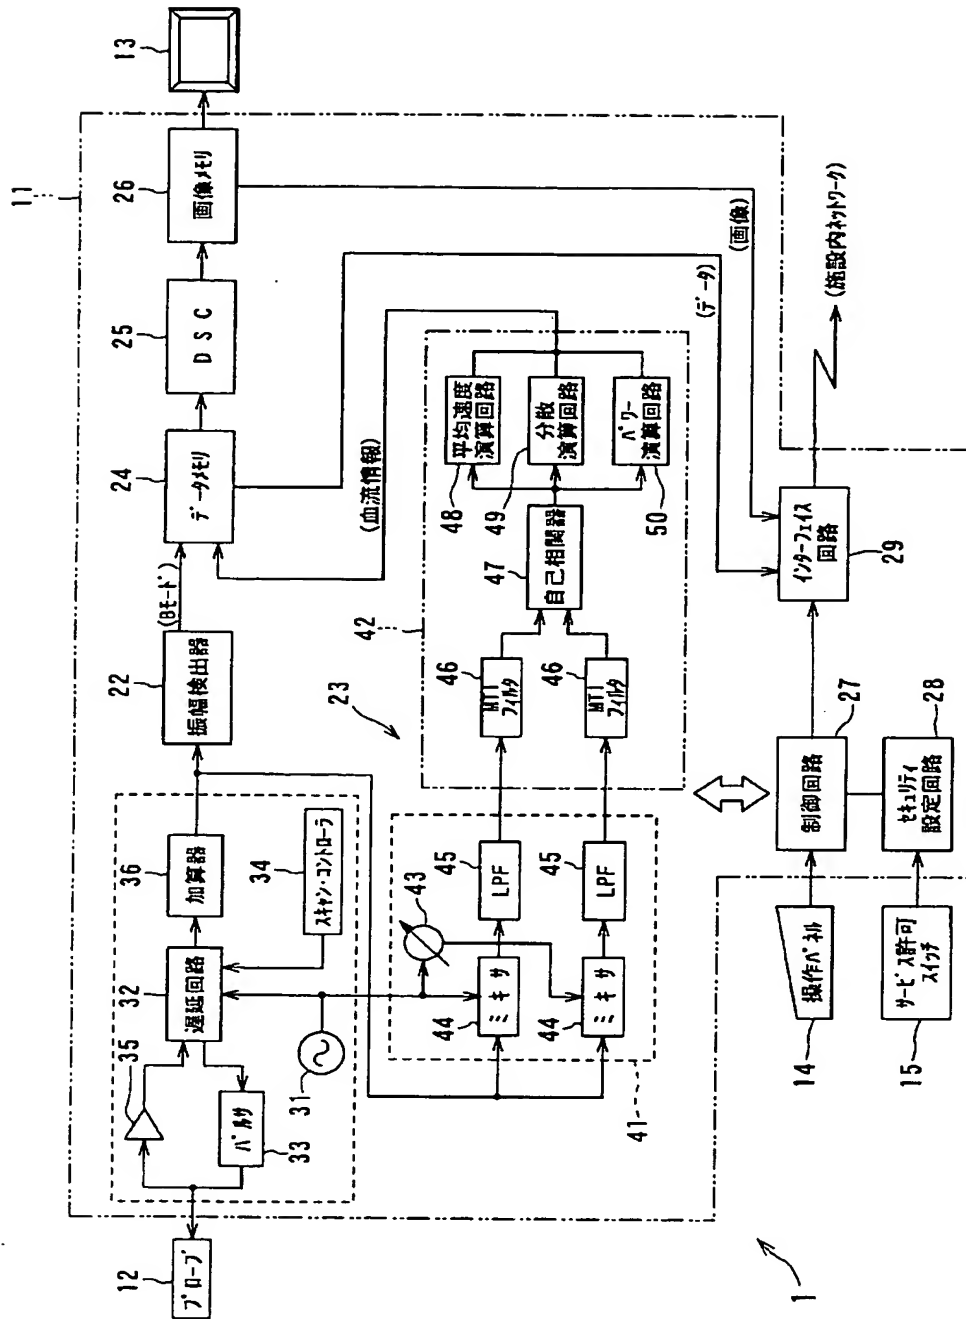 11
12
プローブ
35
33
パルサ
32
遅延回路
36
加算器
34
スキャン・コントローラ
31
22
振幅検出器
(Bモード)
24
データメモリ
25
DSC
26
画像メモリ
13
(血流情報)
23
42
41
43
44
ミキサ
44
ミキサ
45
LPF
45
LPF
46
MTI
フィルタ
46
MTI
フィルタ
47
自己相関器
48
平均速度
演算回路
49
分散
演算回路
50
パワー
演算回路
(データ)
(画像)
(施設内ネットワーク)
14
操作パネル
15
サービス許可
スイッチ
27
制御回路
28
セキュリティ
設定回路
29
インターフェイス
回路
1